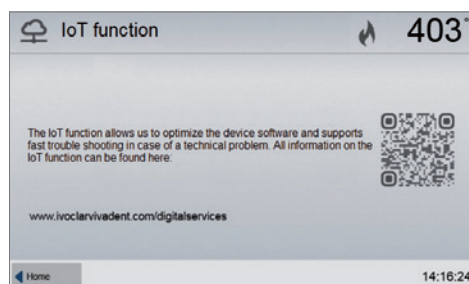 IoT function
403°
The IoT function allows us to optimize the device software and supports
fast trouble shooting in case of a technical problem. All information on the
IoT function can be found here:
www.ivoclarvivadent.com/digitalservices
Home
14:16:24